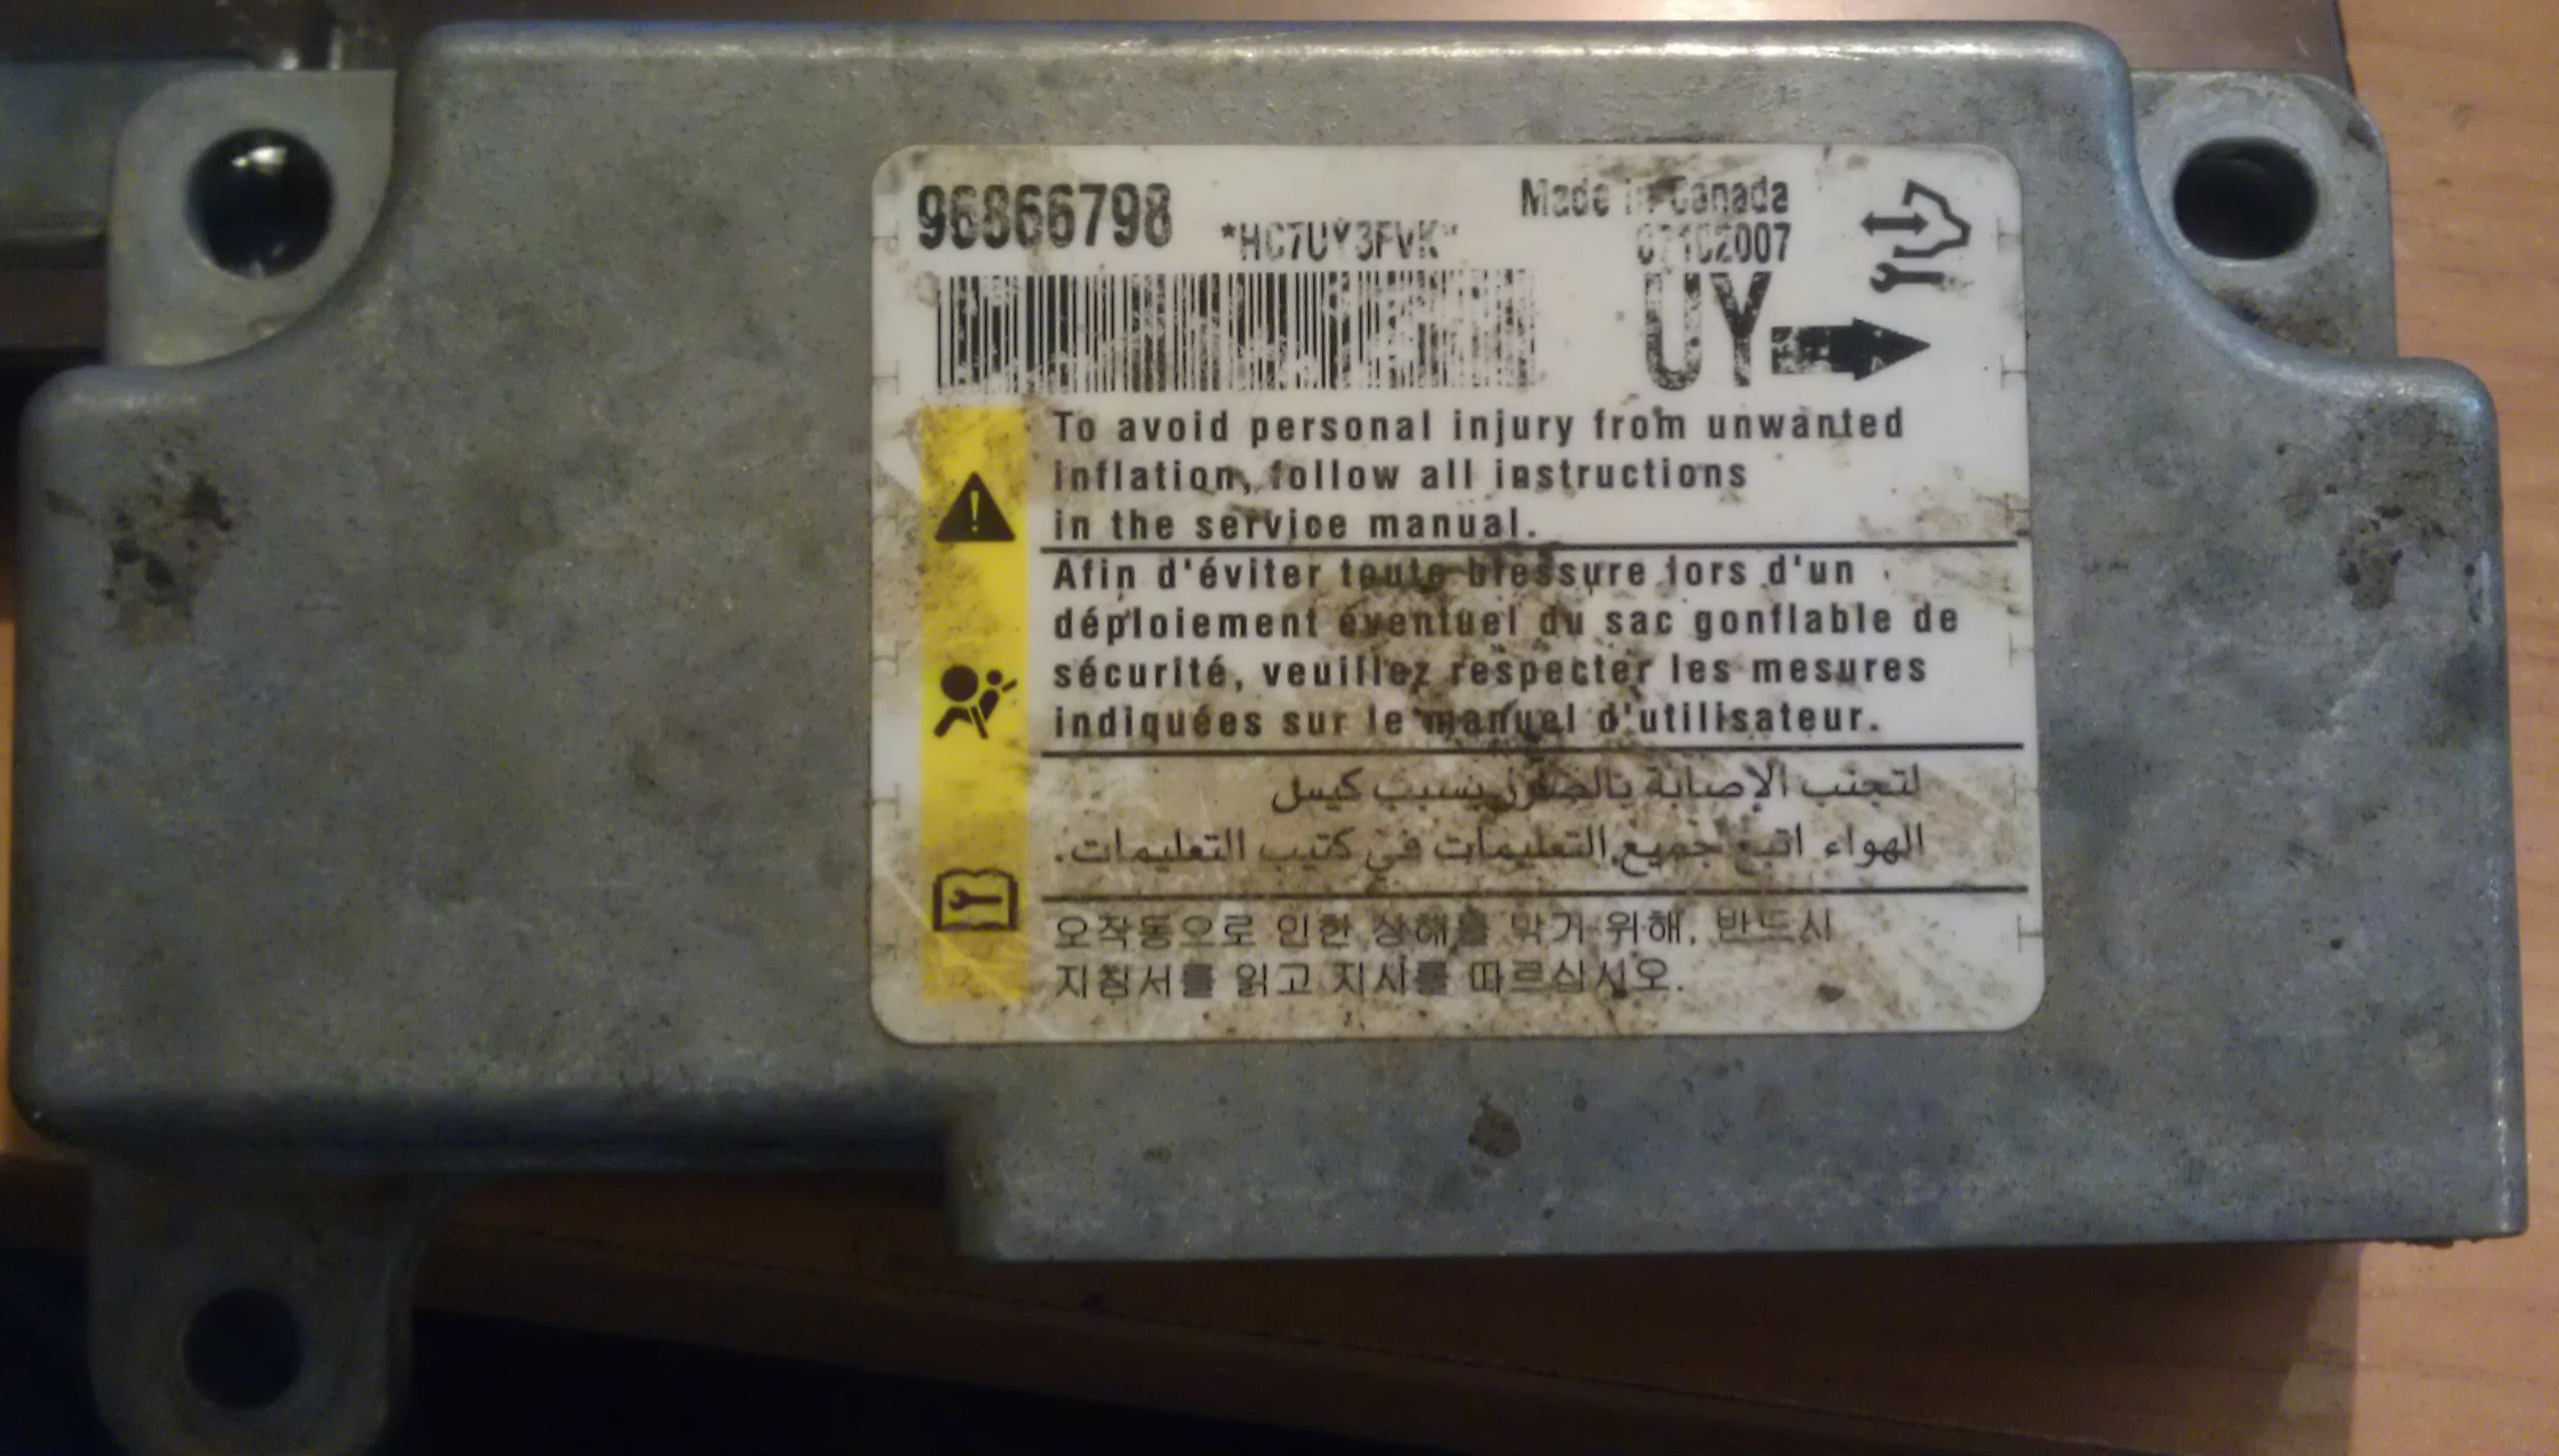 96866798
*HC7UY3FVK*
Made in Canada
UY
To avoid personal injury from unwanted
inflation, follow all instructions
in the service manual.
Afin d'éviter toute blessure lors d'un
déploiement éventuel du sac gonflable de
sécurité, veuillez respecter les mesures
indiquées sur le manuel d'utilisateur.
لتجنب الإصابة بالضرر بسبب كيس
الهواء اتبع جميع التعليمات في كتيب التعليمات.
오작동으로 인한 상해를 막기 위해, 반드시
지침서를 읽고 지시를 따르십시오.